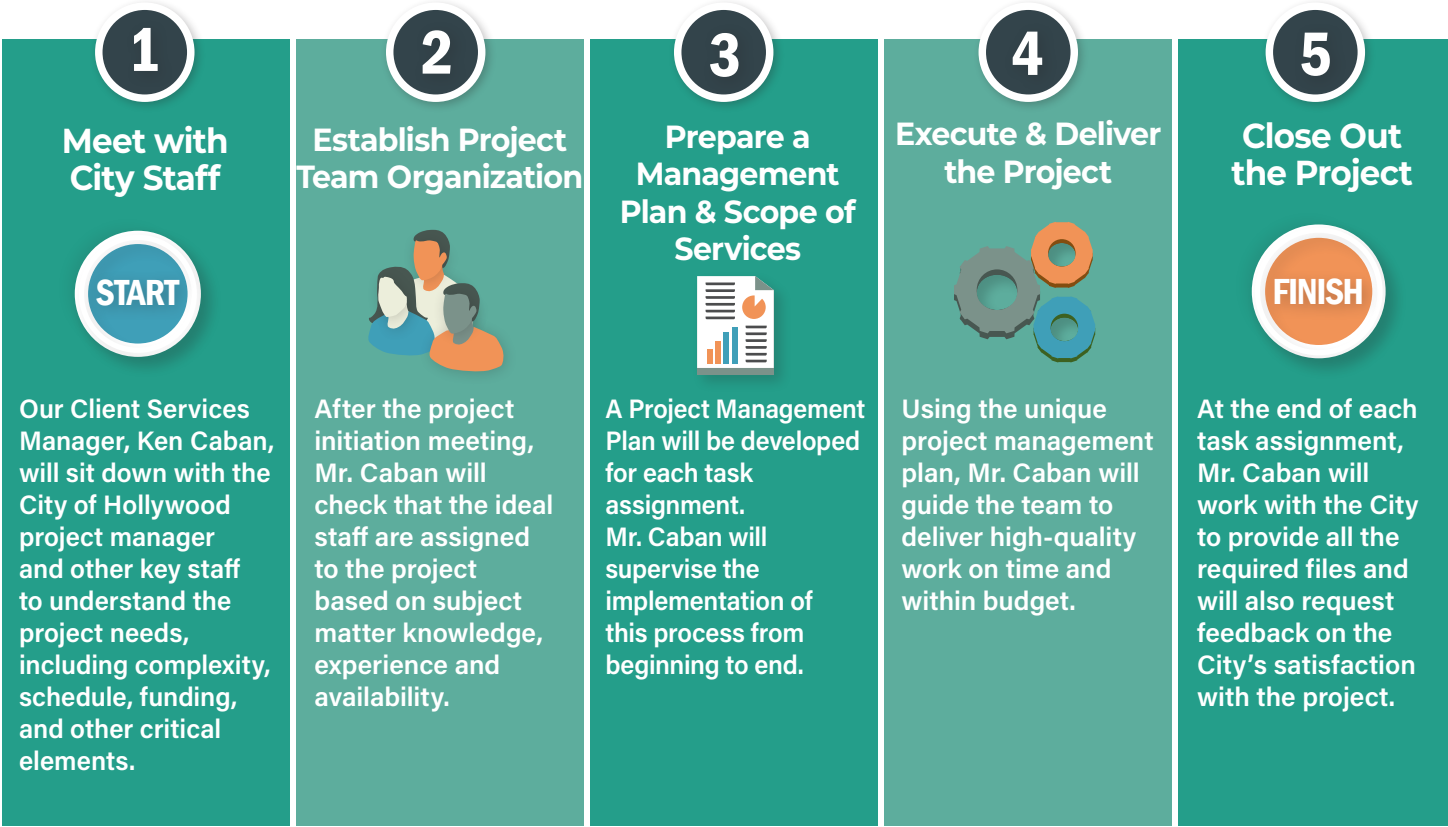 1
Meet with
City Staff
START
Our Client Services
Manager, Ken Caban,
will sit down with the
City of Hollywood
project manager
and other key staff
to understand the
project needs,
including complexity,
schedule, funding,
and other critical
elements.
2
Establish Project
Team Organization
After the project
initiation meeting,
Mr. Caban will
check that the ideal
staff are assigned
to the project
based on subject
matter knowledge,
experience and
availability.
3
Prepare a
Management
Plan & Scope of
Services
A Project Management
Plan will be developed
for each task
assignment.
Mr. Caban will
supervise the
implementation of
this process from
beginning to end.
4
Execute & Deliver
the Project
Using the unique
project management
plan, Mr. Caban will
guide the team to
deliver high-quality
work on time and
within budget.
5
Close Out
the Project
FINISH
At the end of each
task assignment,
Mr. Caban will
work with the City
to provide all the
required files and
will also request
feedback on the
City’s satisfaction
with the project.